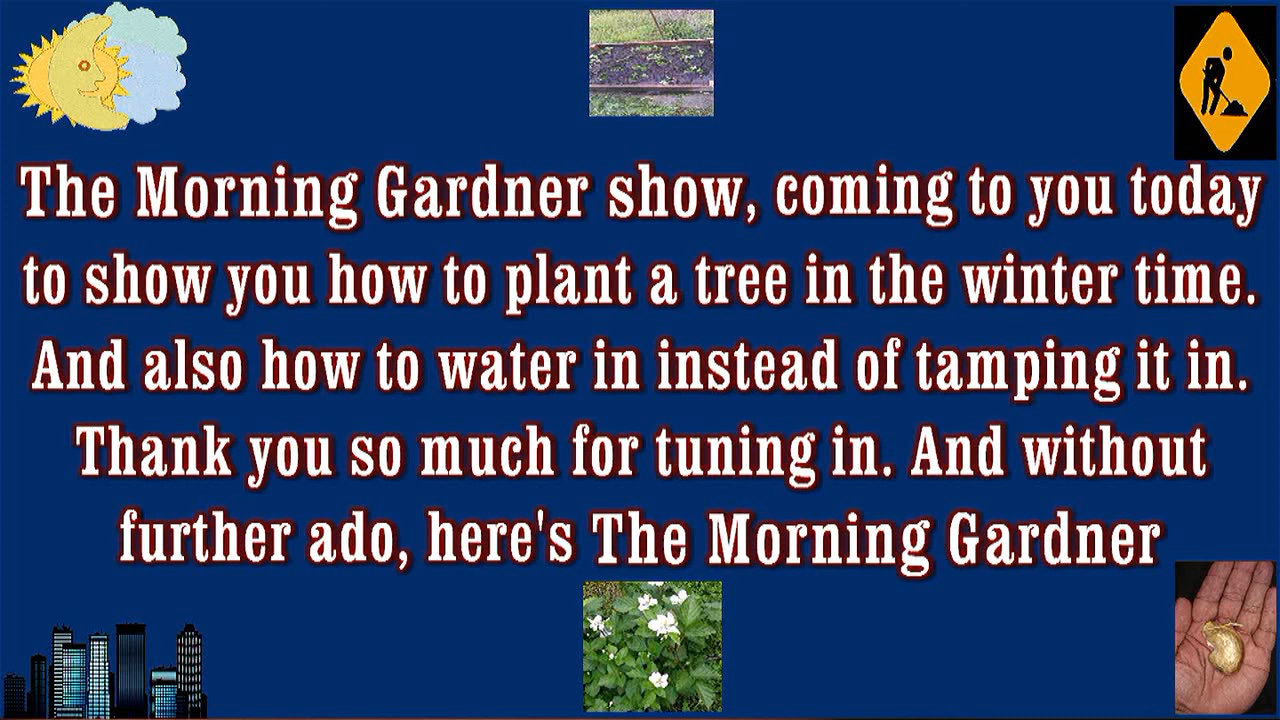 The Morning Gardner show, coming to you today
to show you how to plant a tree in the winter time.
And also how to water in instead of tamping it in.
Thank you so much for tuning in. And without
further ado, here's The Morning Gardner